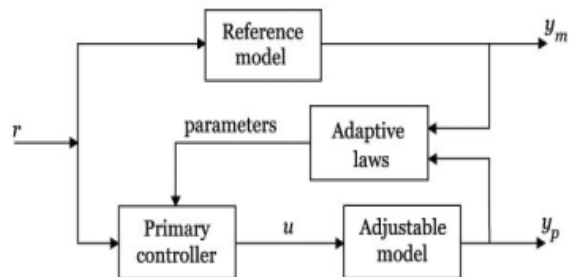 Reference
model
y_m
parameters
Adaptive
laws
r
Primary
controller
u
Adjustable
model
y_p